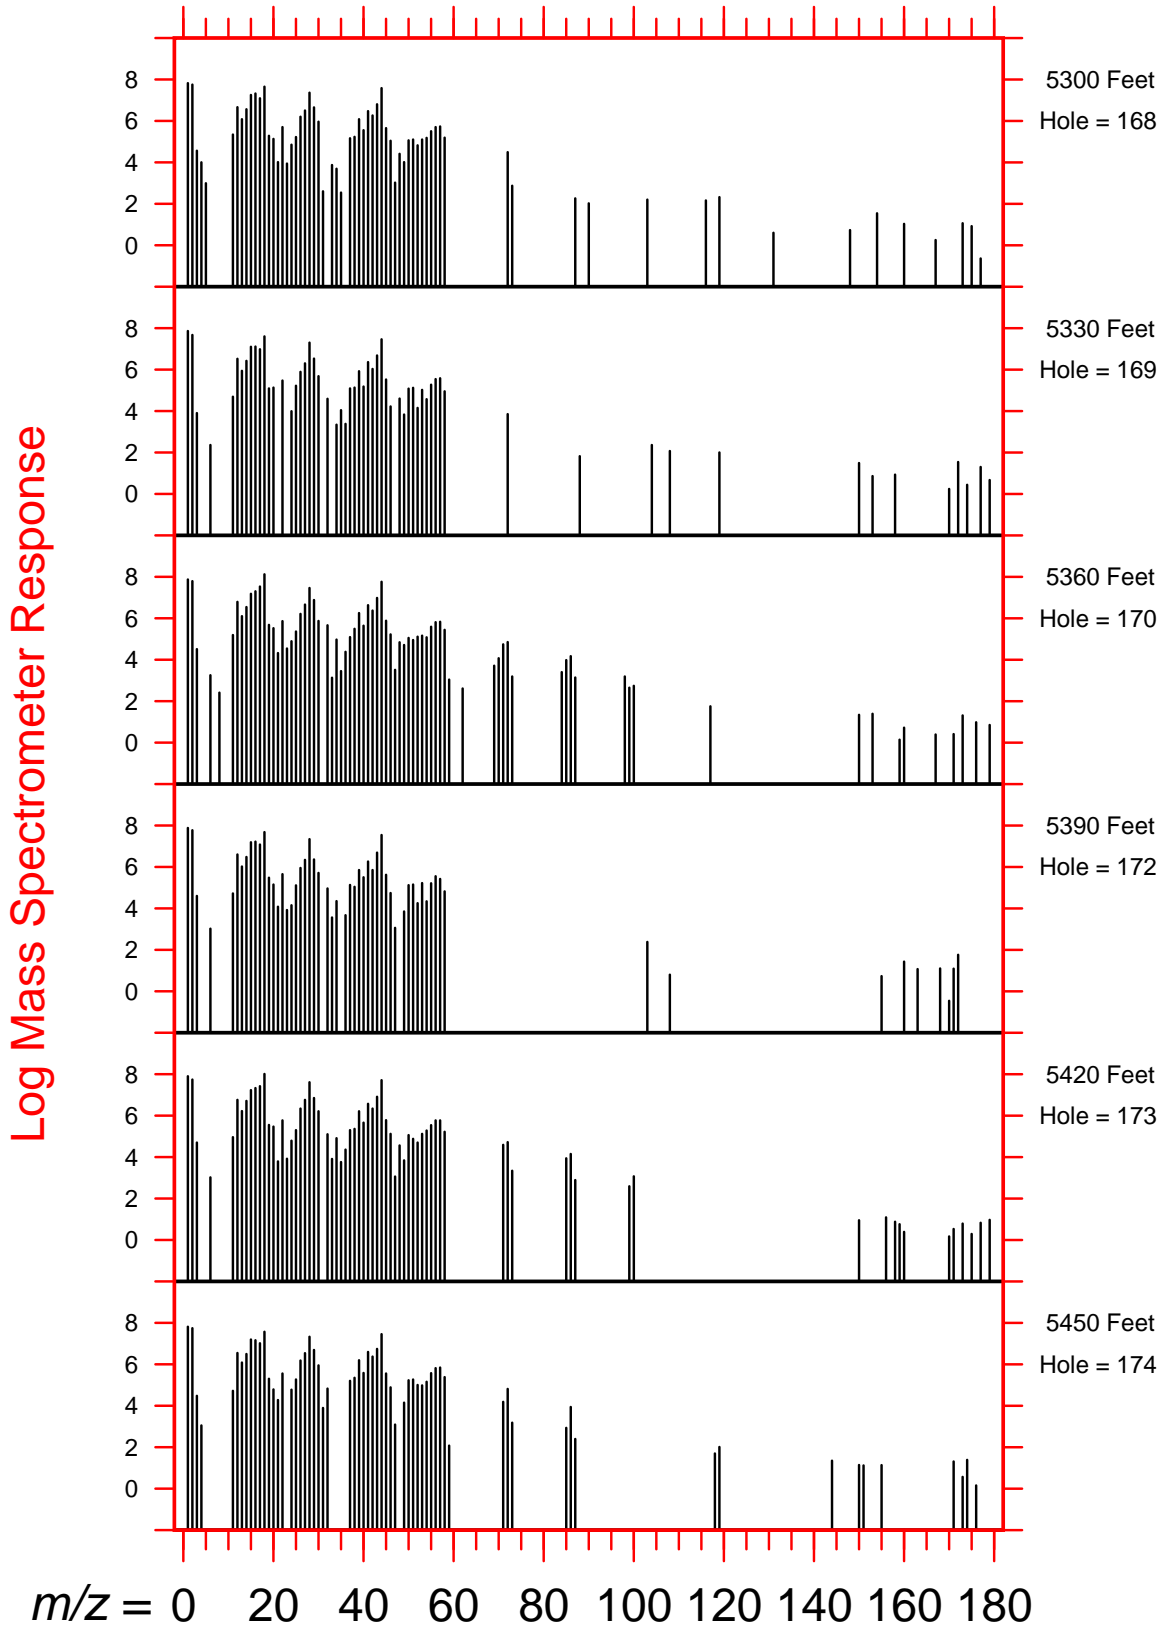 8
6
4
2
0
5300 Feet
Hole = 168
8
6
4
2
0
5330 Feet
Hole = 169
8
6
4
2
0
5360 Feet
Hole = 170
8
6
4
2
0
5390 Feet
Hole = 172
8
6
4
2
0
5420 Feet
Hole = 173
8
6
4
2
0
5450 Feet
Hole = 174
Log Mass Spectrometer Response
m/z = 0 20 40 60 80 100 120 140 160 180